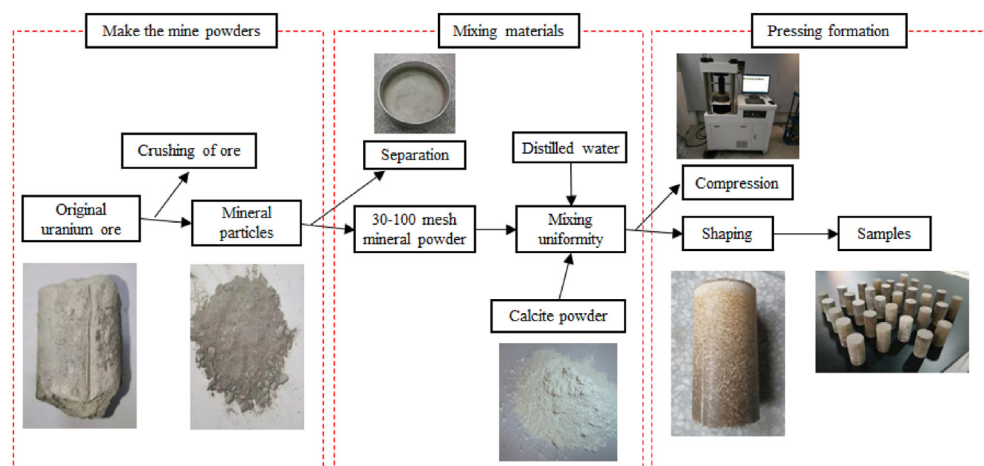 Make the mine powders
Mixing materials
Pressing formation
Crushing of ore
Separation
Distilled water
Compression
Original
uranium ore
Mineral
particles
30-100 mesh
mineral powder
Mixing
uniformity
Shaping
Samples
Calcite powder